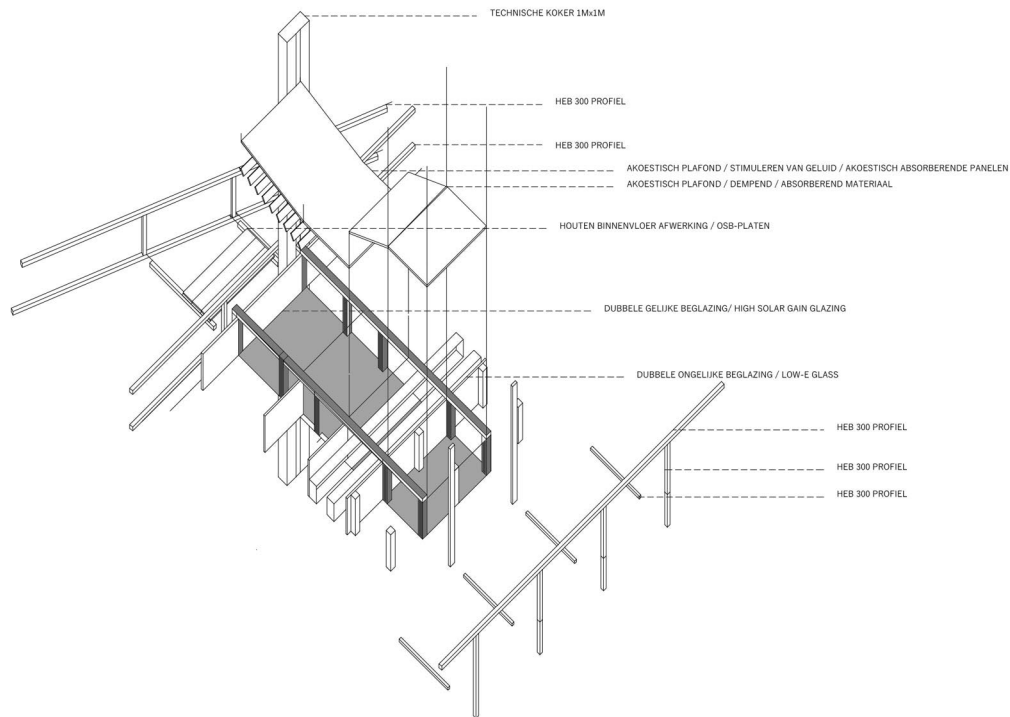 TECHNISCHE KOKER 1Mx1M
HEB 300 PROFIEL
HEB 300 PROFIEL
AKOESTISCH PLAFOND / STIMULEREN VAN GELUID / AKOESTISCH ABSORBERENDE PANELEN
AKOESTISCH PLAFOND / DEMPEND / ABSORBEREND MATERIAAL
HOUTEN BINNENVLOER AFWERKING / OSB-PLATEN
DUBBELE GELIJKE BEGLAZING/ HIGH SOLAR GAIN GLAZING
DUBBELE ONGELIJKE BEGLAZING / LOW-E GLASS
HEB 300 PROFIEL
HEB 300 PROFIEL
HEB 300 PROFIEL